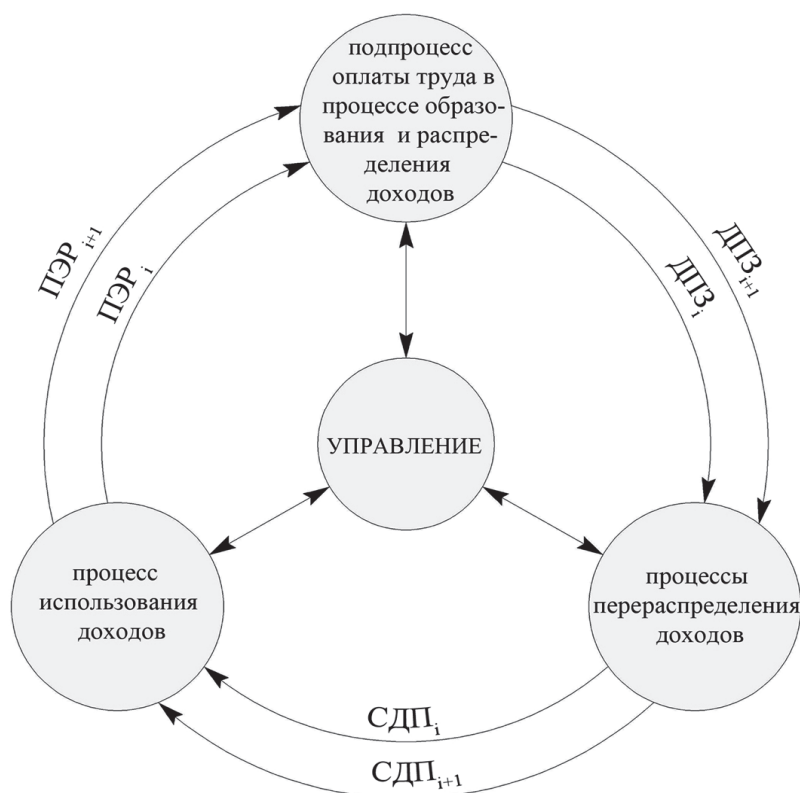 подпроцесс
оплаты труда в
процессе образо-
вания и распре-
деления
доходов
ПЭР i+1
ПЭР i
ДПЗ i
ДПЗ i+1
УПРАВЛЕНИЕ
процесс
использования
доходов
процессы
перераспределения
доходов
СДП i
СДП i+1